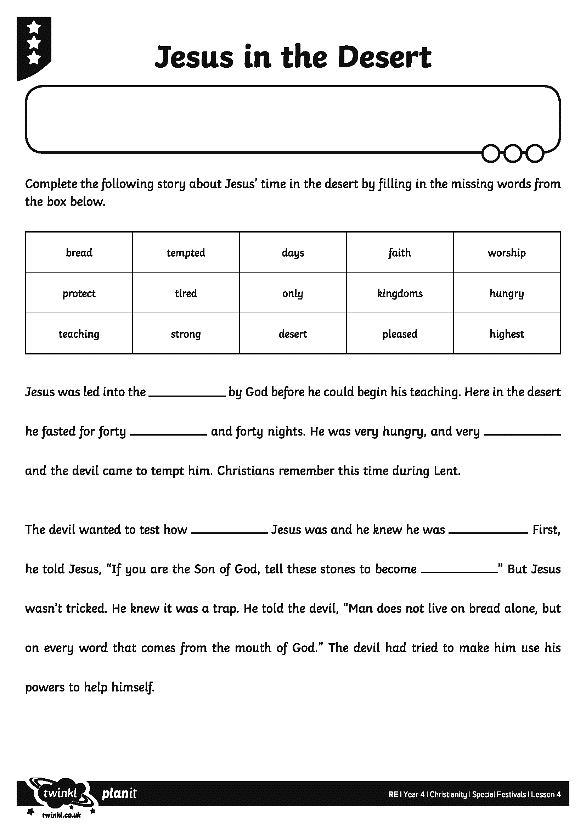 Jesus in the Desert
Complete the following story about Jesus' time in the desert by filling in the missing words from
the box below.
bread tempted days faith worship
protect tired only kingdoms hungry
teaching strong desert pleased highest
Jesus was led into the ____________ by God before he could begin his teaching. Here in the desert
he fasted for forty ____________ and forty nights. He was very hungry, and very ____________
and the devil came to tempt him. Christians remember this time during Lent.
The devil wanted to test how ____________ Jesus was and he knew he was ____________ First,
he told Jesus, “If you are the Son of God, tell these stones to become ____________” But Jesus
wasn’t tricked. He knew it was a trap. He told the devil, “Man does not live on bread alone, but
on every word that comes from the mouth of God.” The devil had tried to make him use his
powers to help himself.
twinkl planit
twinkl.co.uk
RE | Year 4 | Christianity | Special Festivals | Lesson 4